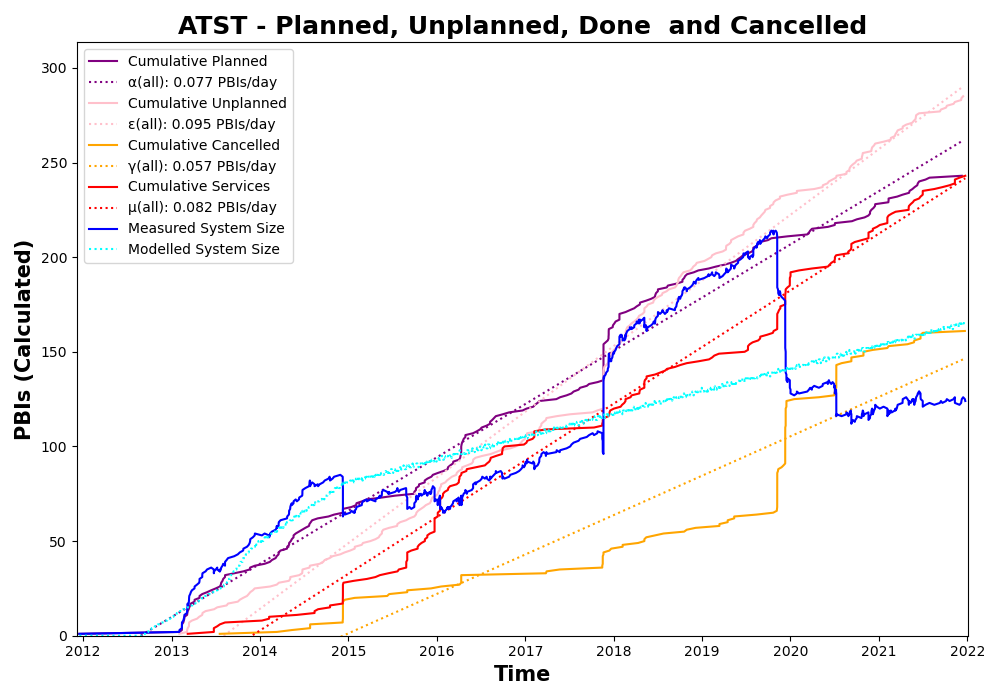 ATST - Planned, Unplanned, Done  and Cancelled
Cumulative Planned
α(all): 0.077 PBIs/day
Cumulative Unplanned
ε(all): 0.095 PBIs/day
Cumulative Cancelled
γ(all): 0.057 PBIs/day
Cumulative Services
μ(all): 0.082 PBIs/day
Measured System Size
Modelled System Size
PBIs (Calculated)
300
250
200
150
100
50
0
2012 2013 2014 2015 2016 2017 2018 2019 2020 2021 2022
Time